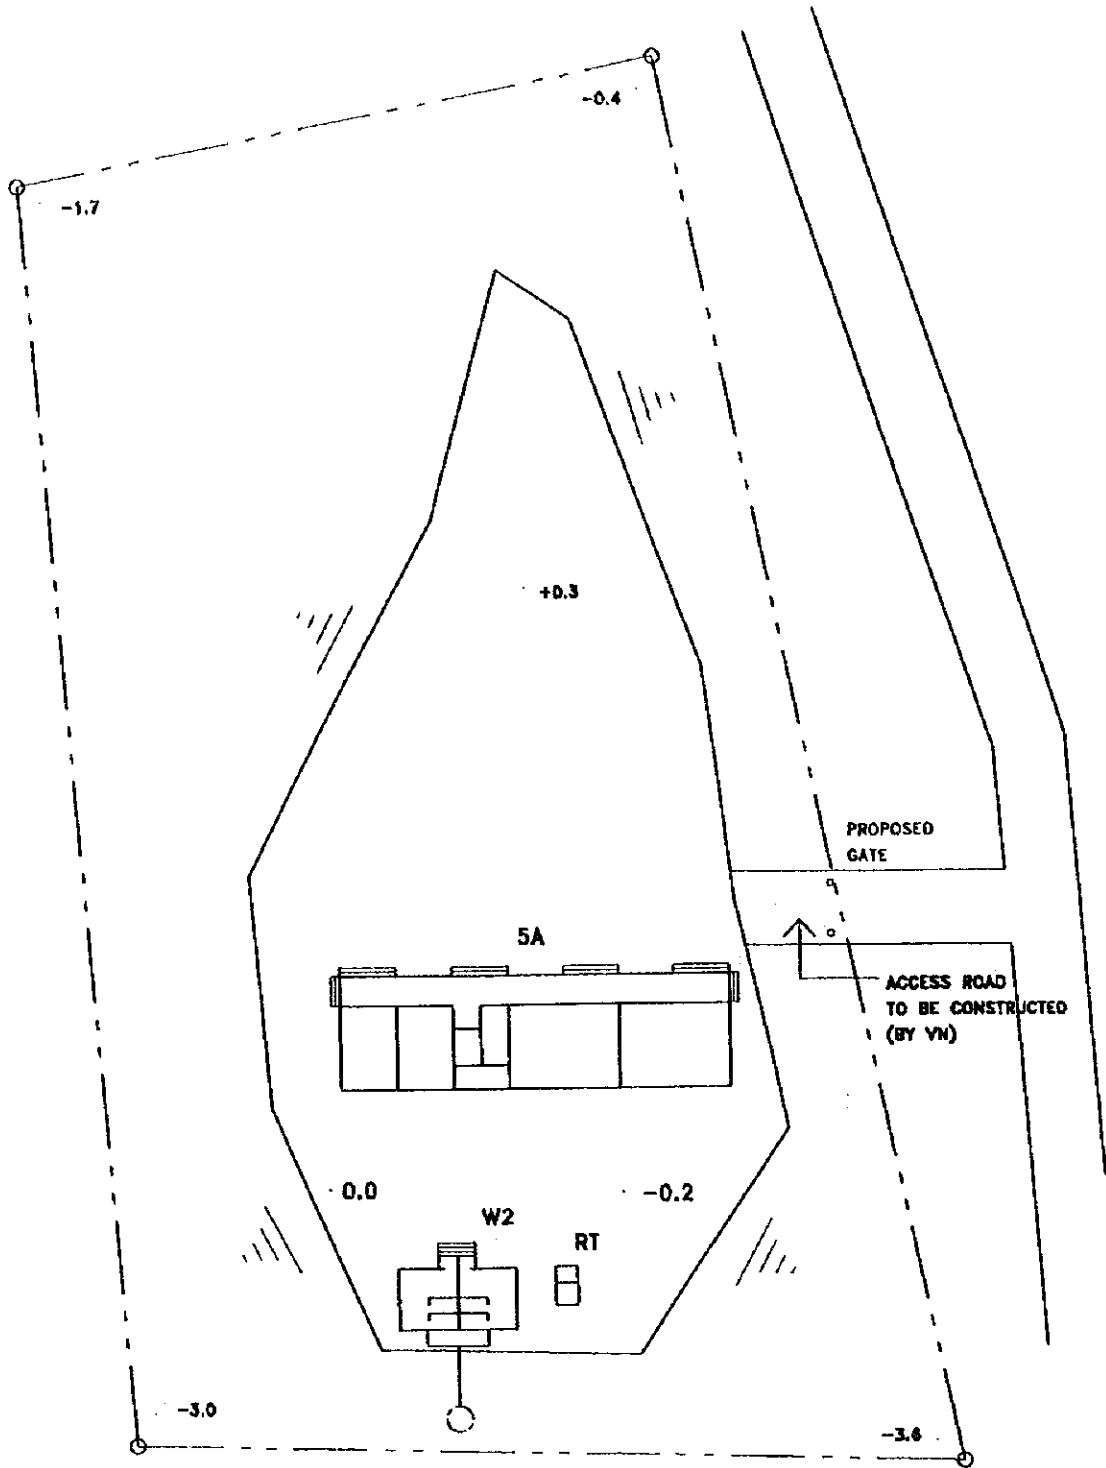 -0.4
-1.7
+0.3
PROPOSED
GATE
5A
ACCESS ROAD
TO BE CONSTRUCTED
(BY VN)
0.0
-0.2
W2
RT
-3.0
-3.6